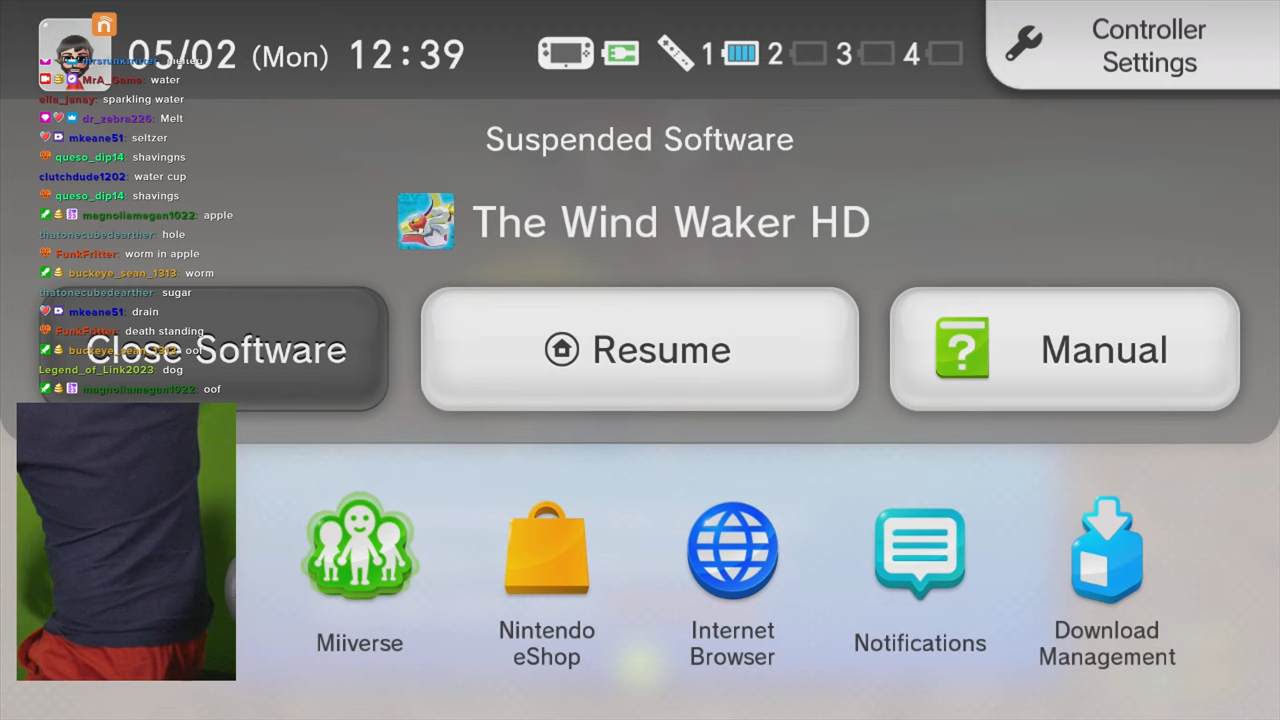 05/02 (Mon) 12:39
1 2 3 4
Controller
Settings
MrA_Game: water
ella_janay: sparkling water
dr_zebra226: Melt
mkeane51: seltzer
queso_dip14: shavingns
clutchdude1202: water cup
queso_dip14: shavings
magnoliamegan1022: apple
thatonecubedearther: hole
FunkFritter: worm in apple
buckeye_sean_1313: worm
thatonecubedearther: sugar
mkeane51: drain
FunkFritter: death standing
buckeye_sean_1313: oof
Legend_of_Link2023: dog
magnoliamegan1022: oof
Suspended Software
The Wind Waker HD
Close Software
Resume
? Manual
Miiverse
Nintendo
eShop
Internet
Browser
Notifications
Download
Management